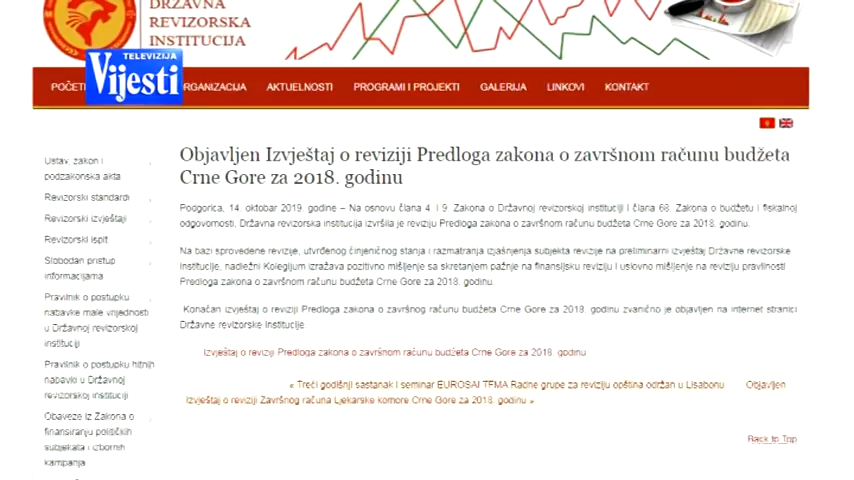 DRŽAVNA
REVIZORSKA
INSTITUCIJA
TELEVIZIJA
Vijesti
POČET RGANIZACIJA AKTUELNOSTI PROGRAMI I PROJEKTI GALERIJA LINKOVI KONTAKT
Ustav, zakon i
podzakonska akta
Revizorski standardi
Revizorski izvještaji
Revizorski ispit
Slobodan pristup
informacijama
Pravilnik o postupku
nabavke male vrijednosti
u Državnoj revizorskoj
instituciji
Pravilnik o postupku hitnih
nabavki u Državnoj
revizorskoj instituciji
Obaveze iz Zakona o
finansiranju političkih
subjekata i izbornih
kampanja
Objavljen Izvještaj o reviziji Predloga zakona o završnom računu budžeta
Crne Gore za 2018. godinu
Podgorica, 14. oktobar 2019. godine – Na osnovu člana 4. i 9. Zakona o Državnoj revizorskoj instituciji i člana 68. Zakona o budžetu i fiskalnoj
odgovornosti, Državna revizorska institucija izvršila je reviziju Predloga zakona o završnom računu budžeta Crne Gore za 2018. godinu.
Na bazi sprovedene revizije, utvrđenog činjeničnog stanja i razmatranja izjašnjenja subjekta revizije na preliminarni izvještaj Državne revizorske
institucije, nadležni Kolegijum izražava pozitivno mišljenje sa skretanjem pažnje na finansijsku reviziju i uslovno mišljenje na reviziju pravilnosti
Predloga zakona o završnom računu budžeta Crne Gore za 2018. godinu.
Konačan izvještaj o reviziji Predloga zakona o završnog računu budžeta Crne Gore za 2018. godinu zvanično je objavljen na internet stranici
Državne revizorske institucije.
Izvještaj o reviziji Predloga zakona o završnom računu budžeta Crne Gore za 2018. godinu
« Treći godišnji sastanak i seminar EUROSAI TFMA Radne grupe za reviziju opština održan u Lisabonu Objavljen
Izvještaj o reviziji Završnog računa Ljekarske komore Crne Gore za 2018. godinu »
Back to Top